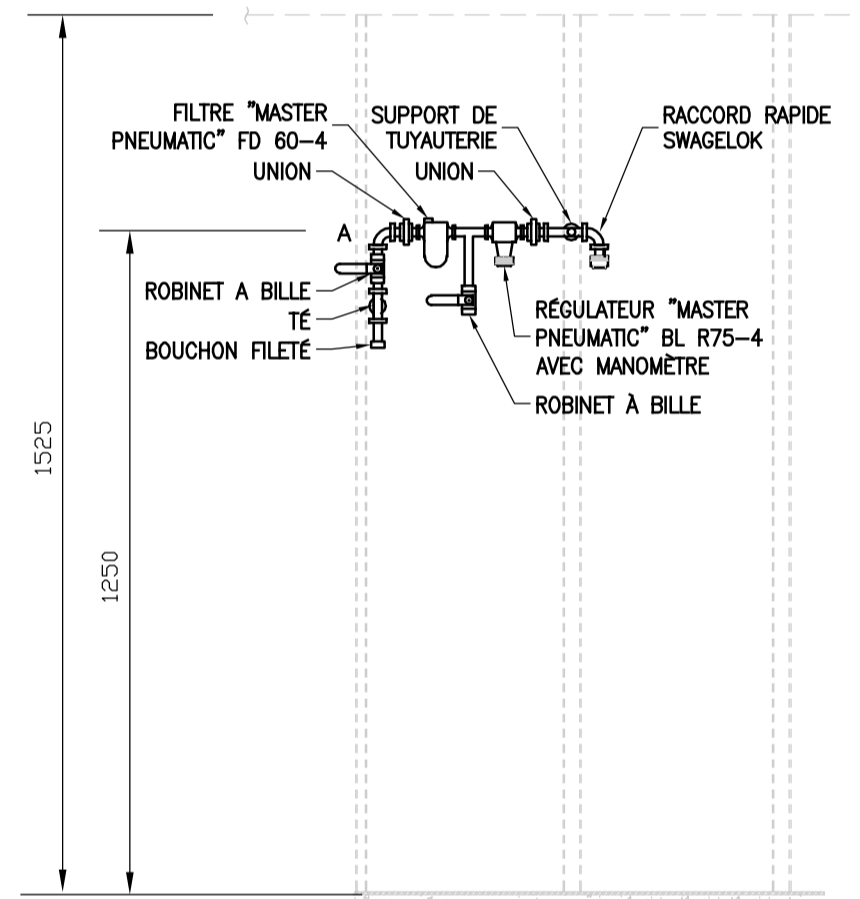 FILTRE "MASTER
PNEUMATIC" FD 60-4
UNION
SUPPORT DE
TUYAUTERIE
UNION
RACCORD RAPIDE
SWAGELOK
A
ROBINET A BILLE
TÉ
BOUCHON FILETÉ
RÉGULATEUR "MASTER
PNEUMATIC" BL R75-4
AVEC MANOMÈTRE
ROBINET À BILLE
1525
1250